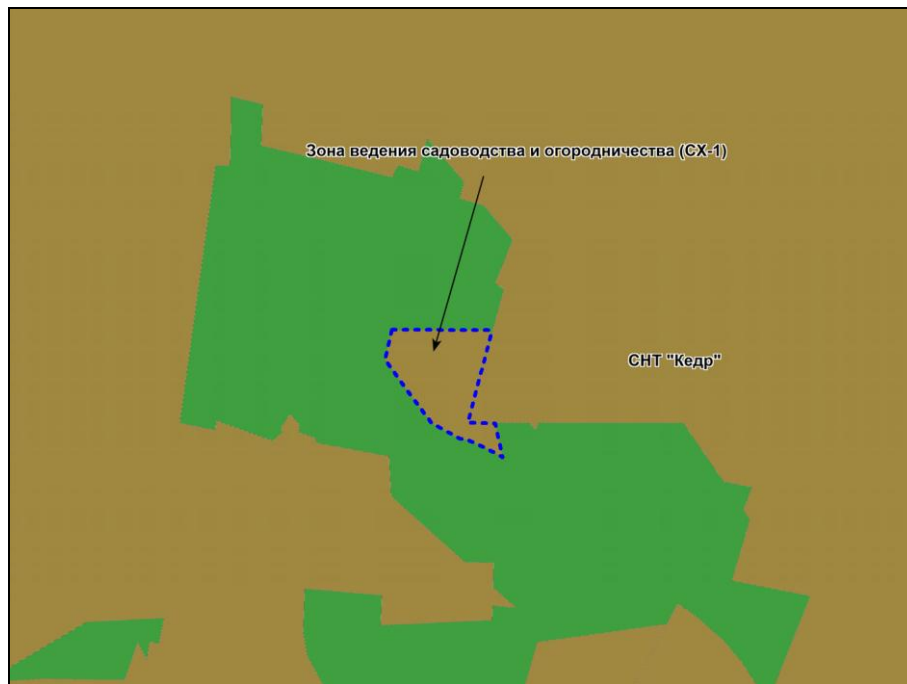 Зона ведения садоводства и огородничества (СХ-1)
СНТ "Кедр"